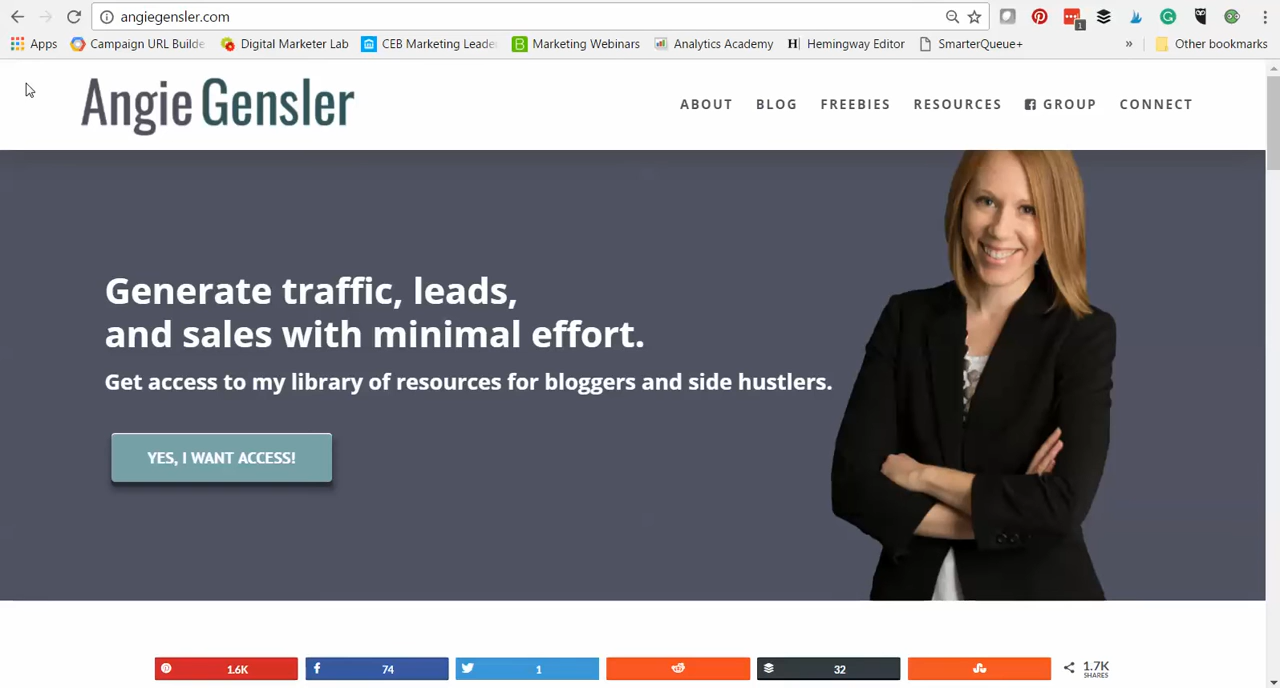 angiegensler.com
1
Apps Campaign URL Builde Digital Marketer Lab CEB Marketing Leade Marketing Webinars Analytics Academy Hemingway Editor SmarterQueue+ » Other bookmarks
Angie Gensler
ABOUT BLOG FREEBIES RESOURCES GROUP CONNECT
Generate traffic, leads,
and sales with minimal effort.
Get access to my library of resources for bloggers and side hustlers.
YES, I WANT ACCESS!
1.6K 74 1 32 1.7K
SHARES